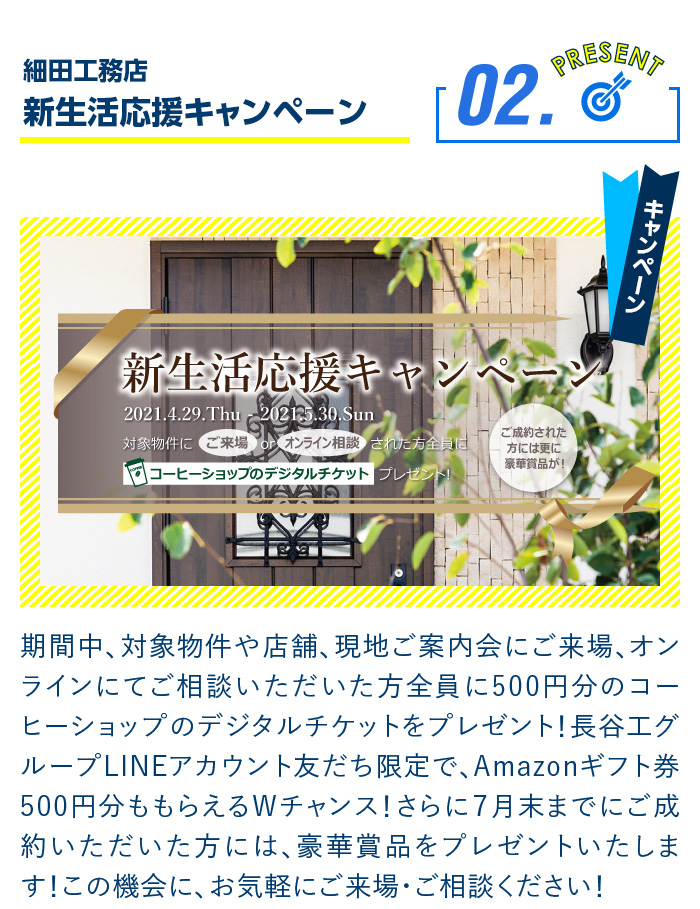 細田工務店
新生活応援キャンペーン
02.
PRESENT
キャンペーン
新生活応援キャンペーン
2021.4.29.Thu - 2021.5.30.Sun
対象物件に ご来場 or オンライン相談 された方全員に
コーヒーショップのデジタルチケット プレゼント!
ご成約された
方には更に
豪華賞品が!
期間中、対象物件や店舗、現地ご案内会にご来場、オン
ラインにてご相談いただいた方全員に500円分のコー
ヒーショップのデジタルチケットをプレゼント!長谷工グ
ループLINEアカウント友だち限定で、Amazonギフト券
500円分ももらえるWチャンス!さらに7月末までにご成
約いただいた方には、豪華賞品をプレゼントいたしま
す!この機会に、お気軽にご来場・ご相談ください!